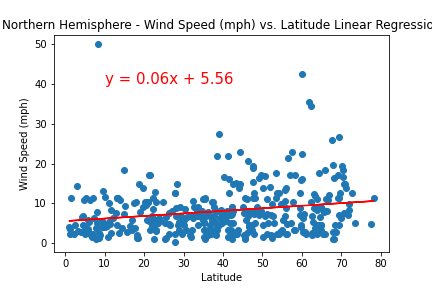 Northern Hemisphere - Wind Speed (mph) vs. Latitude Linear Regressio
50
40
30
20
10
0
y = 0.06x + 5.56
Wind Speed (mph)
0 10 20 30 40 50 60 70 80
Latitude